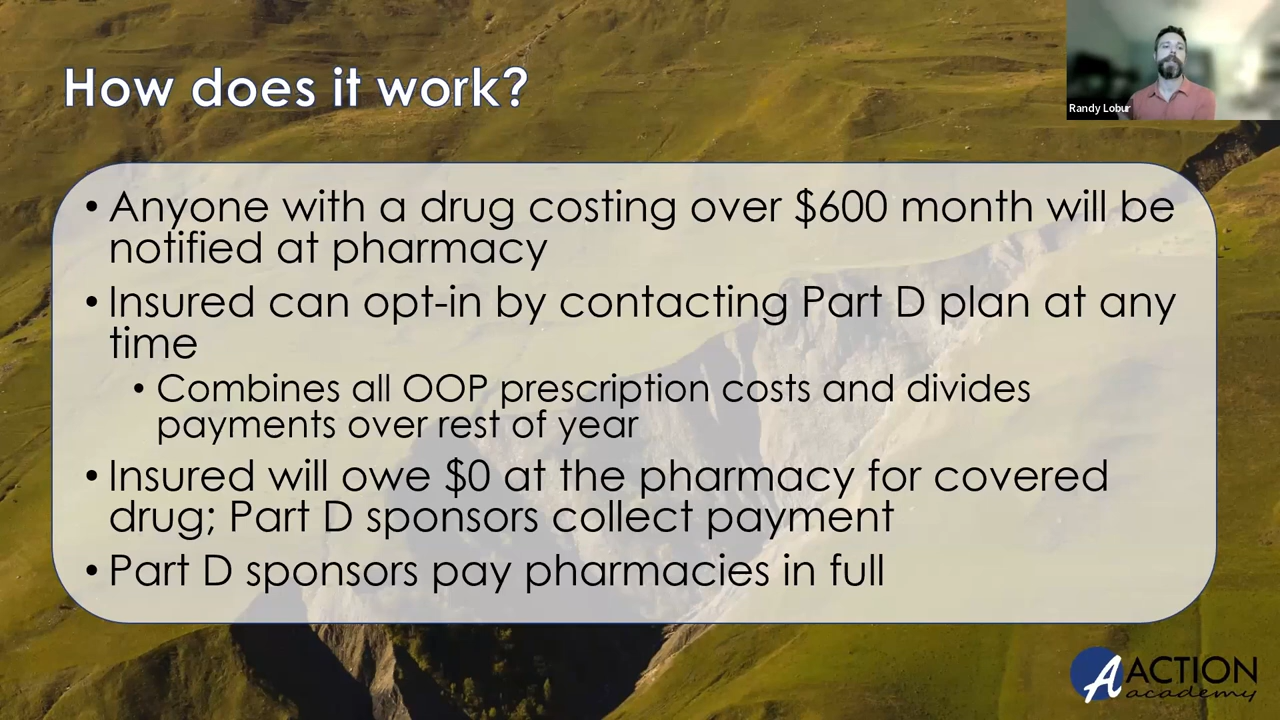 How does it work?
Randy Lobur
• Anyone with a drug costing over $600 month will be
notified at pharmacy
• Insured can opt-in by contacting Part D plan at any
time
• Combines all OOP prescription costs and divides
payments over rest of year
• Insured will owe $0 at the pharmacy for covered
drug; Part D sponsors collect payment
• Part D sponsors pay pharmacies in full
A ACTION
academy